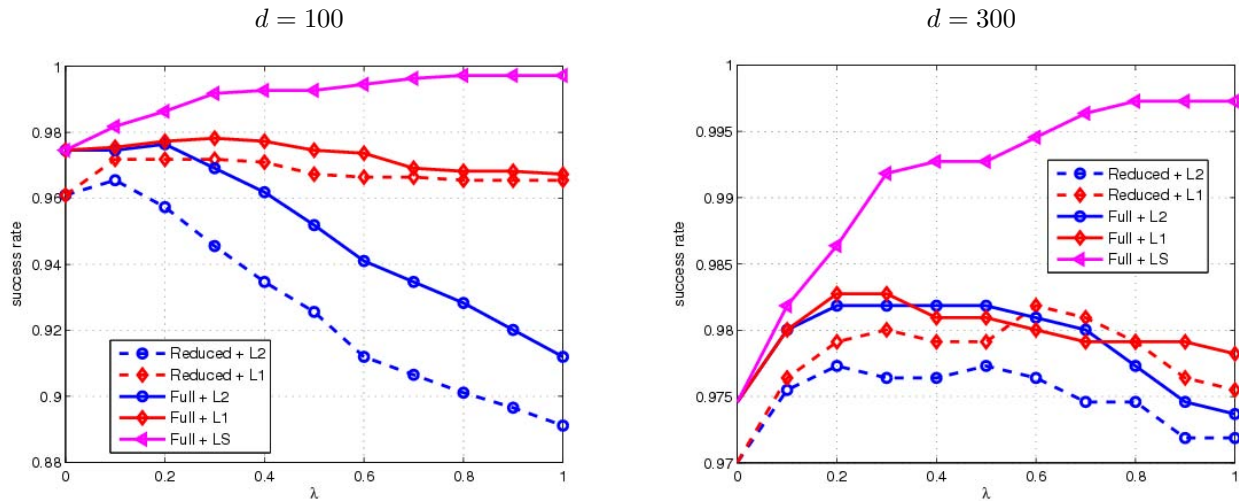 d = 100
1
0.98
0.96
0.94
0.92
0.9
0.88
success rate
0
0.2
0.4
0.6
0.8
1
λ
Reduced + L2
Reduced + L1
Full + L2
Full + L1
Full + LS
d = 300
1
0.995
0.99
0.985
0.98
0.975
0.97
success rate
0
0.2
0.4
0.6
0.8
1
λ
Reduced + L2
Reduced + L1
Full + L2
Full + L1
Full + LS